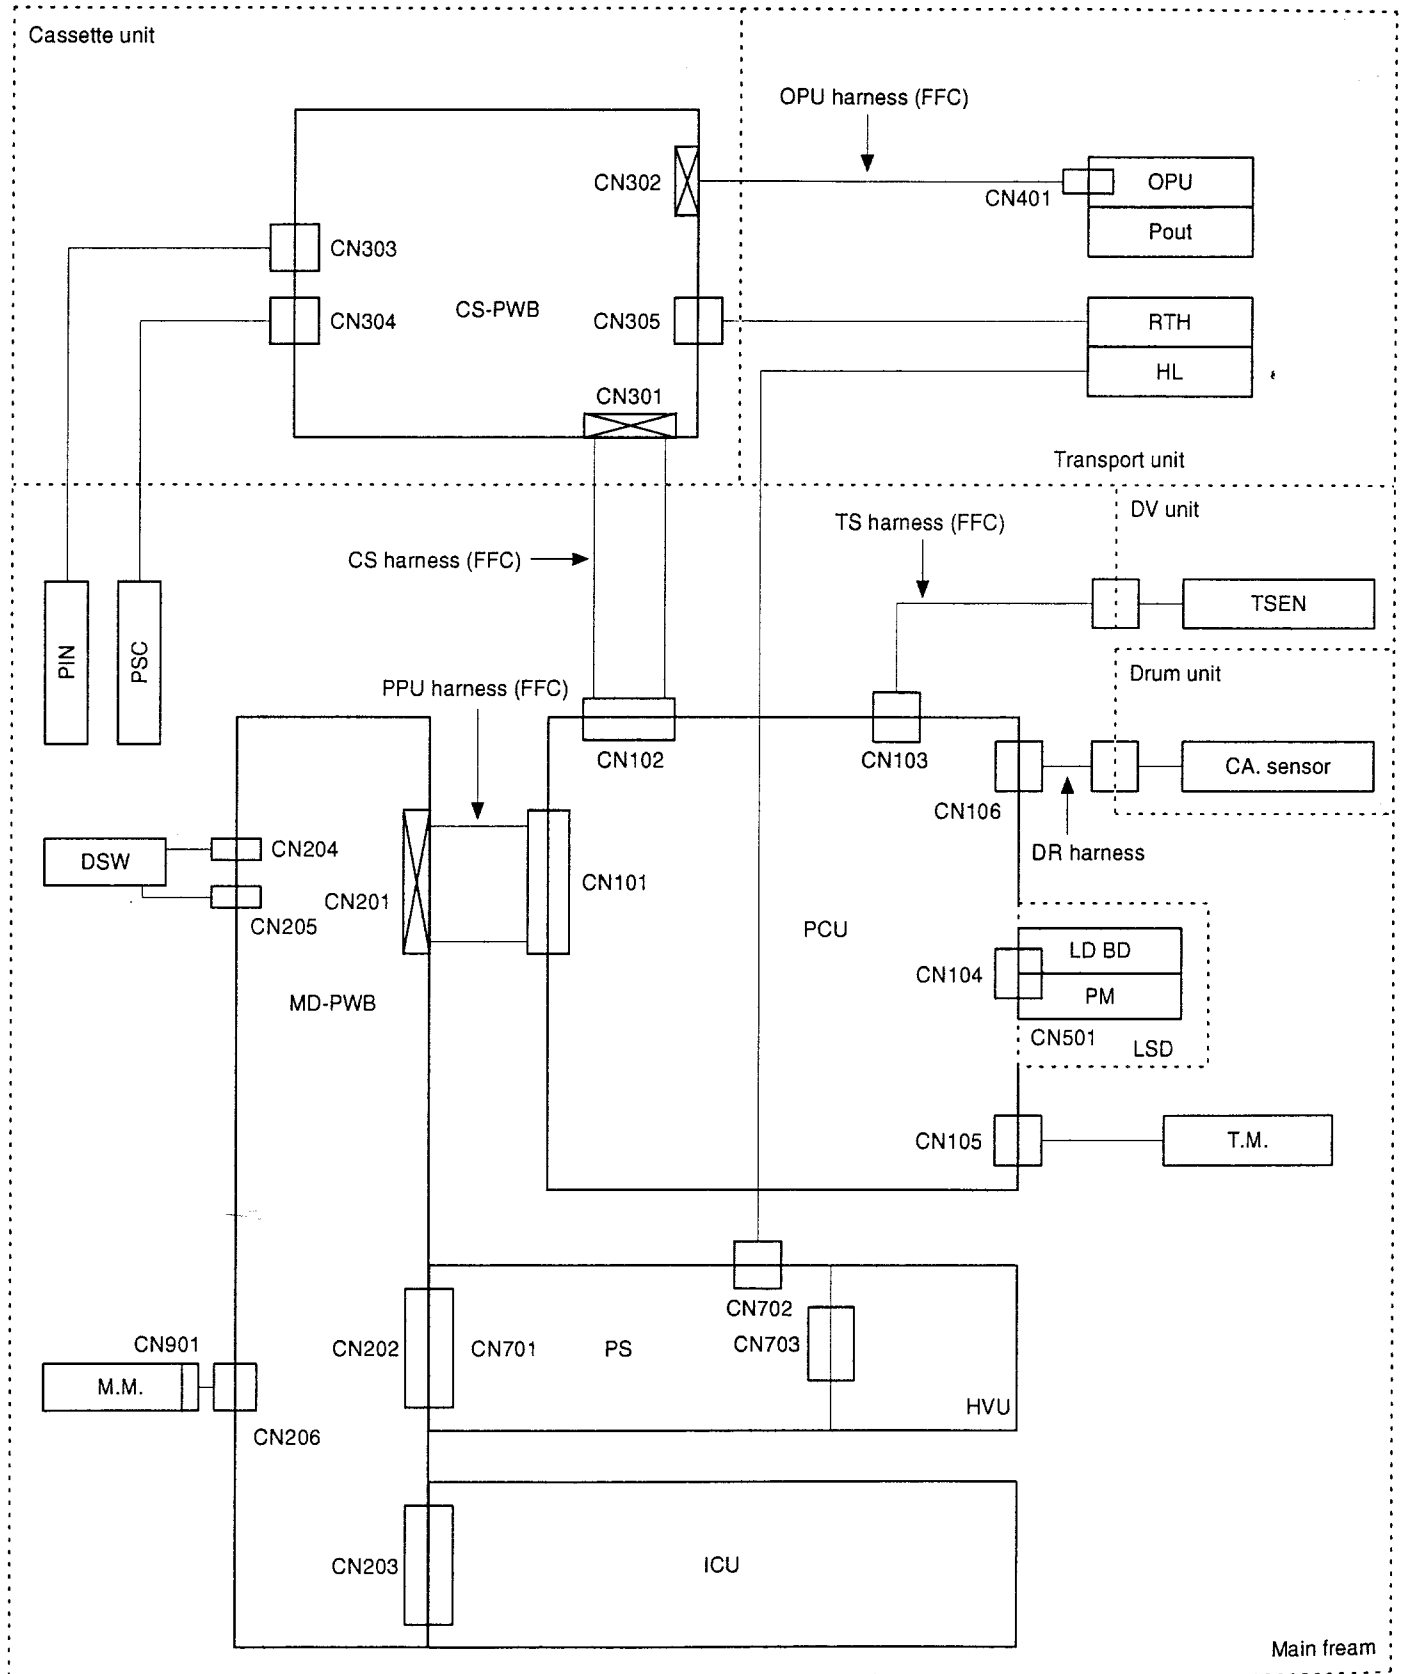 Cassette unit
OPU harness (FFC)
CN302
CN401
OPU
Pout
CN303
CN304
CS-PWB
CN305
RTH
HL
CN301
Transport unit
DV unit
TS harness (FFC)
CS harness (FFC)
TSEN
PIN
PSC
Drum unit
PPU harness (FFC)
CN102
CN103
CA. sensor
CN106
DR harness
DSW
CN204
CN201
CN205
CN101
PCU
LD BD
CN104
PM
CN501
LSD
MD-PWB
CN105
T.M.
CN702
CN901
CN202
CN701
PS
CN703
M.M.
HVU
CN206
CN203
ICU
Main fream